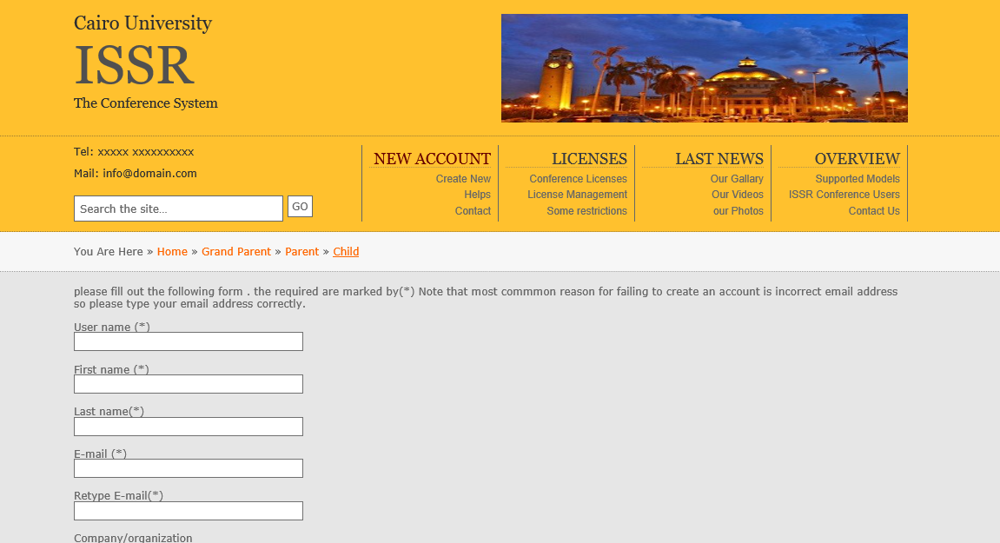 Cairo University
ISSR
The Conference System
Tel: xxxxx xxxxxxxxxx
Mail: info@domain.com
Search the site...
GO
NEW ACCOUNT
Create New
Helps
Contact
LICENSES
Conference Licenses
License Management
Some restrictions
LAST NEWS
Our Gallary
Our Videos
our Photos
OVERVIEW
Supported Models
ISSR Conference Users
Contact Us
You Are Here » Home » Grand Parent » Parent » Child
please fill out the following form . the required are marked by(*) Note that most commmon reason for failing to create an account is incorrect email address
so please type your email address correctly.
User name (*)
First name (*)
Last name(*)
E-mail (*)
Retype E-mail(*)
Company/organization